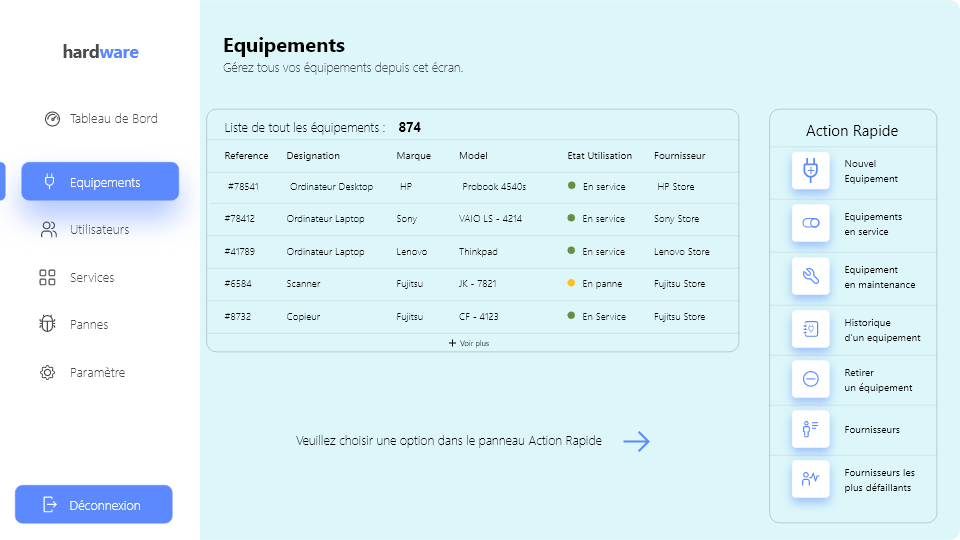 hardware
Tableau de Bord
Equipements
Utilisateurs
Services
Pannes
Paramètre
Déconnexion
Equipements
Gérez tous vos équipements depuis cet écran.
Liste de tout les équipements : 874
Reference Designation Marque Model Etat Utilisation Fournisseur
#78541 Ordinateur Desktop HP Probook 4540s En service HP Store
#78412 Ordinateur Laptop Sony VAIO LS - 4214 En service Sony Store
#41789 Ordinateur Laptop Lenovo Thinkpad En service Lenovo Store
#6584 Scanner Fujitsu JK - 7821 En panne Fujitsu Store
#8732 Copieur Fujitsu CF - 4123 En Service Fujitsu Store
+ Voir plus
Veuillez choisir une option dans le panneau Action Rapide
Action Rapide
Nouvel
Equipement
Equipements
en service
Equipement
en maintenance
Historique
d'un equipement
Retirer
un équipement
Fournisseurs
Fournisseurs les
plus défaillants